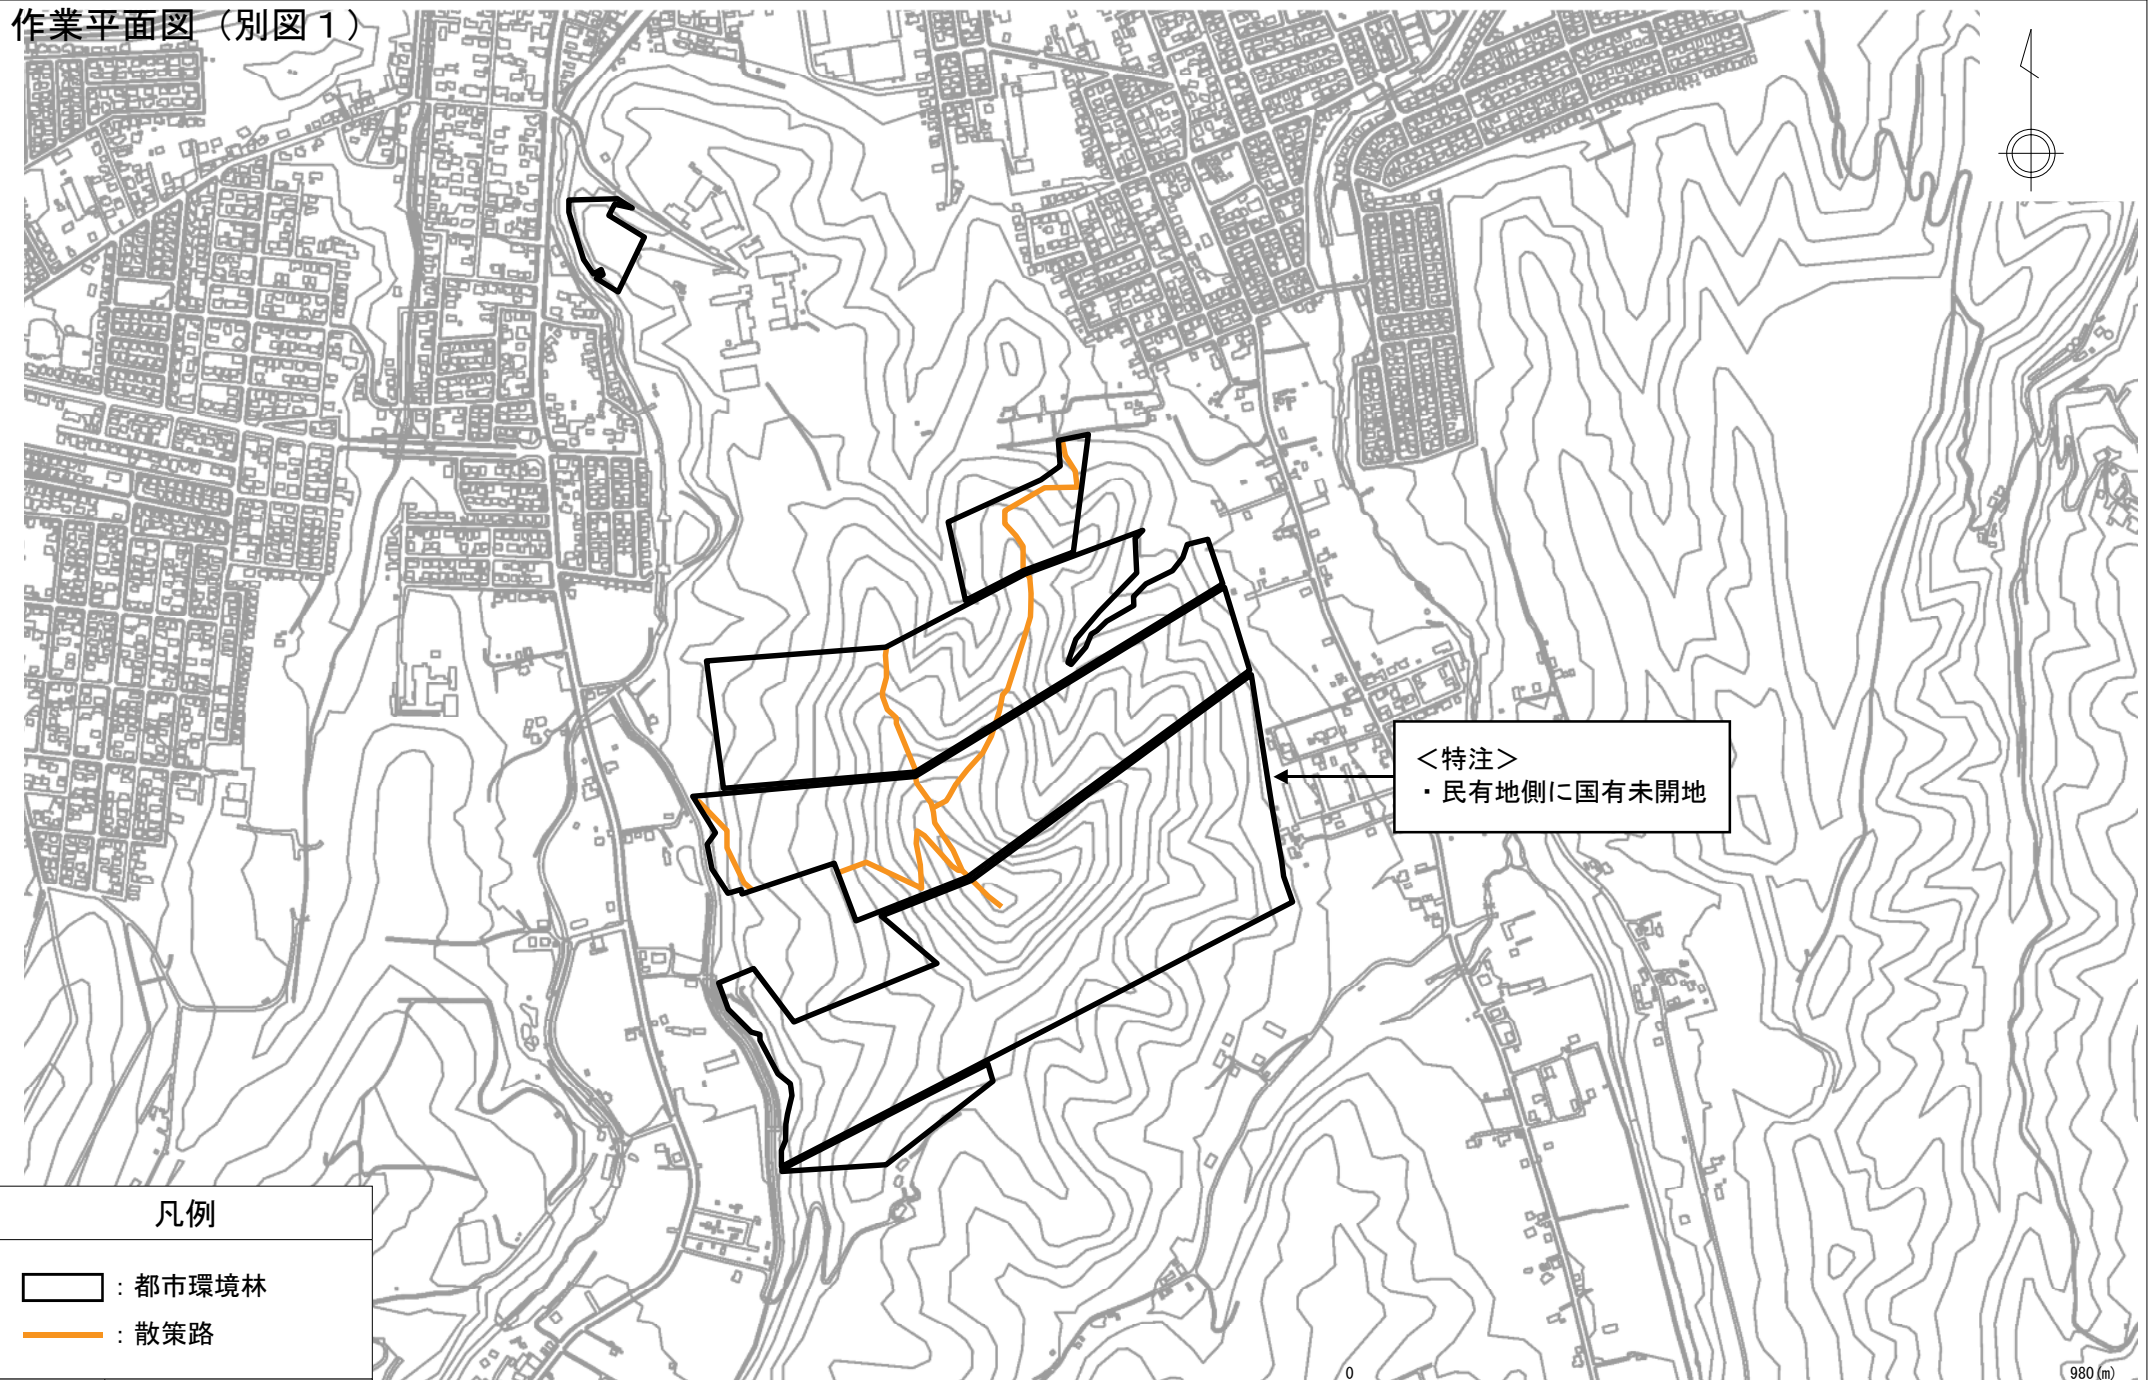 作業平面図（別図１）
＜特注＞
・民有地側に国有未開地
凡例
：都市環境林
：散策路
0
980(m)